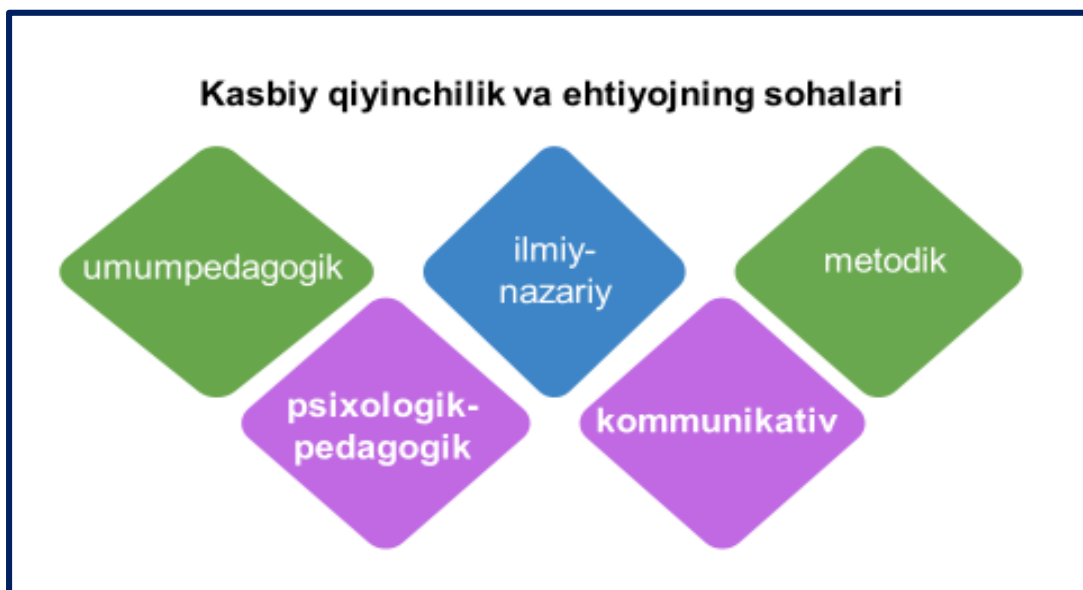 Kasbiy qiyinchilik va ehtiyojning sohalari
umumpedagogik
ilmiy-
nazariy
metodik
psixologik-
pedagogik
kommunikativ